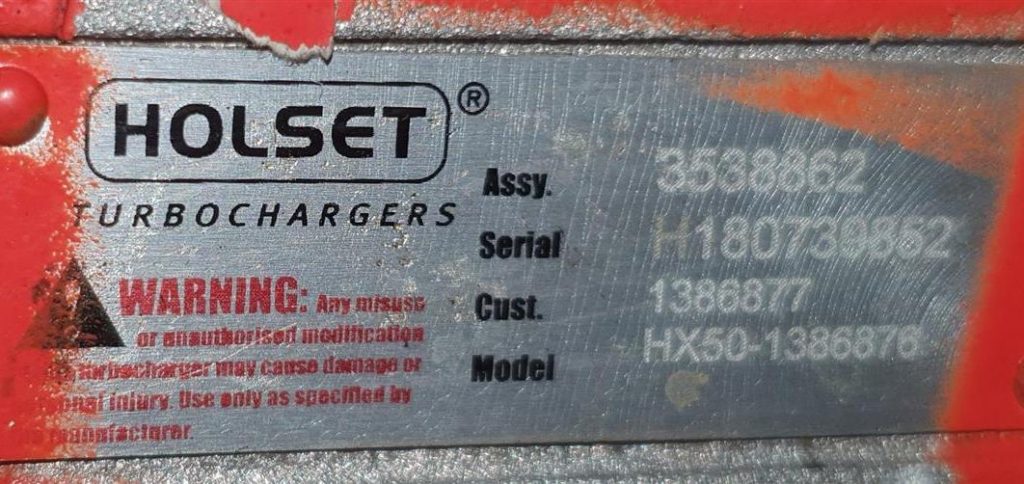 HOLSET®
TURBOCHARGERS
WARNING: Any misuse
or unauthorised modification
turbocharger may cause damage or
injury. Use only as specified by
manufacturer.
Assy. 3538862
Serial H180739852
Cust. 1386877
Model HX50-1386876